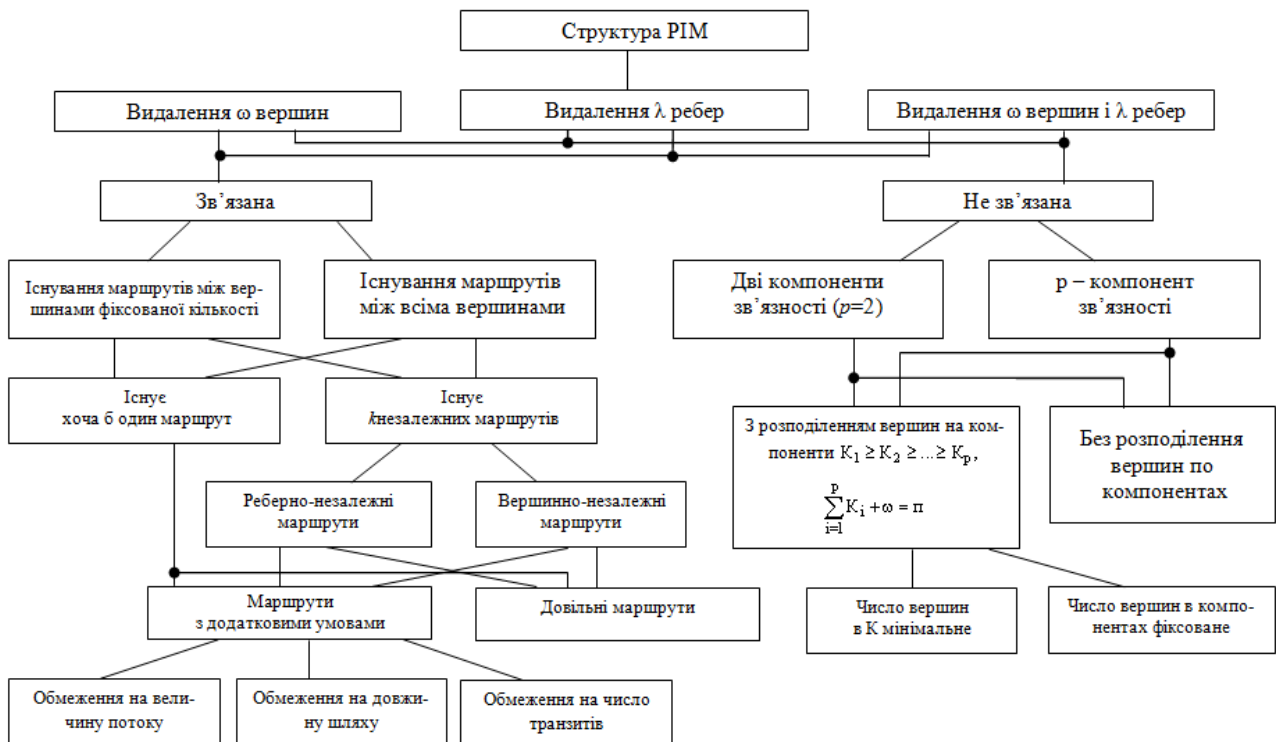 Структура РІМ
Видалення ω вершин
Видалення λ ребер
Видалення ω вершин і λ ребер
Зв’язана
Не зв’язана
Існування маршрутів між вер-
шинами фіксованої кількості
Існування маршрутів
між всіма вершинами
Дві компоненти
зв’язності (p=2)
p – компонент
зв’язності
Існує
хоча б один маршрут
Існує
kнезалежних маршрутів
З розподіленням вершин на ком-
поненти K₁ ≥ K₂ ≥ ... ≥ Kₚ,
∑ᵢ₌₁ᵖ Kᵢ + ω = п
Без розподілення
вершин по
компонентах
Реберно-незалежні
маршрути
Вершинно-незалежні
маршрути
Маршрути
з додатковими умовами
Довільні маршрути
Число вершин
в К мінімальне
Число вершин в компо-
нентах фіксоване
Обмеження на вели-
чину потоку
Обмеження на довжи-
ну шляху
Обмеження на число
транзитів